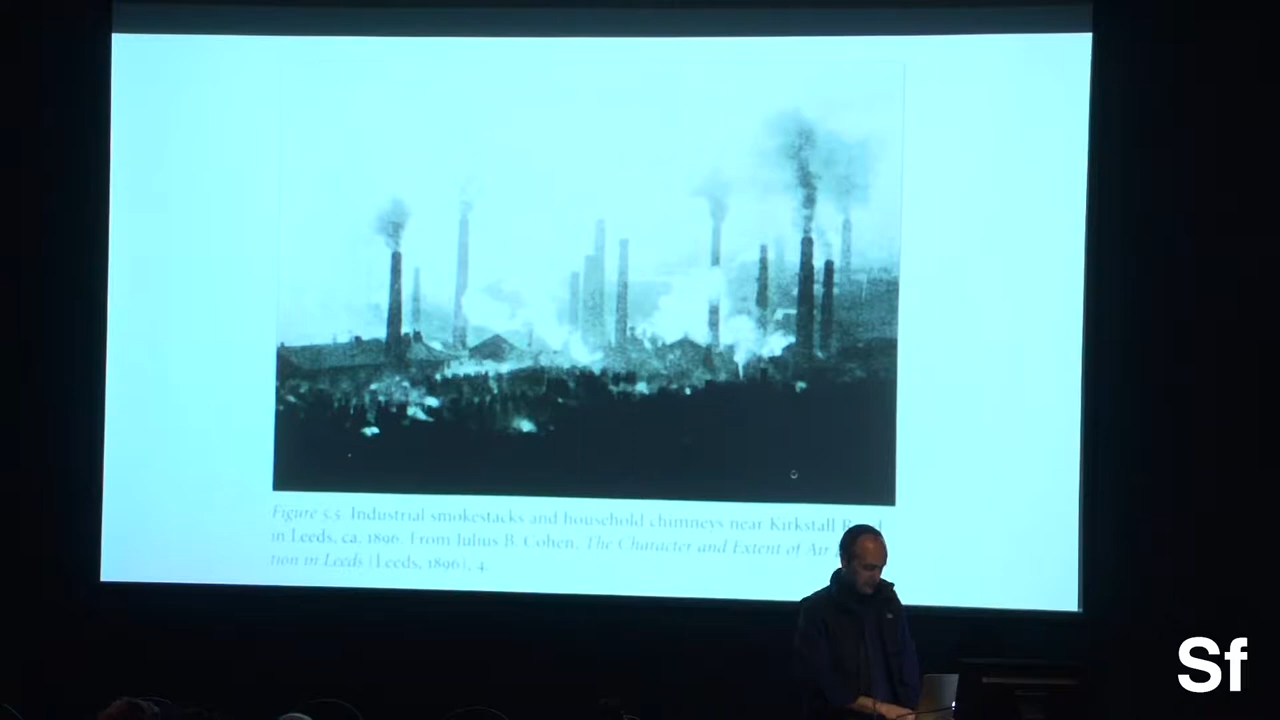 Figure 5.5. Industrial smokestacks and household chimneys near Kirkstall
in Leeds, ca. 1896. From Julius B. Cohen, The Character and Extent of Air
tion in Leeds (Leeds, 1896), 4.
Sf